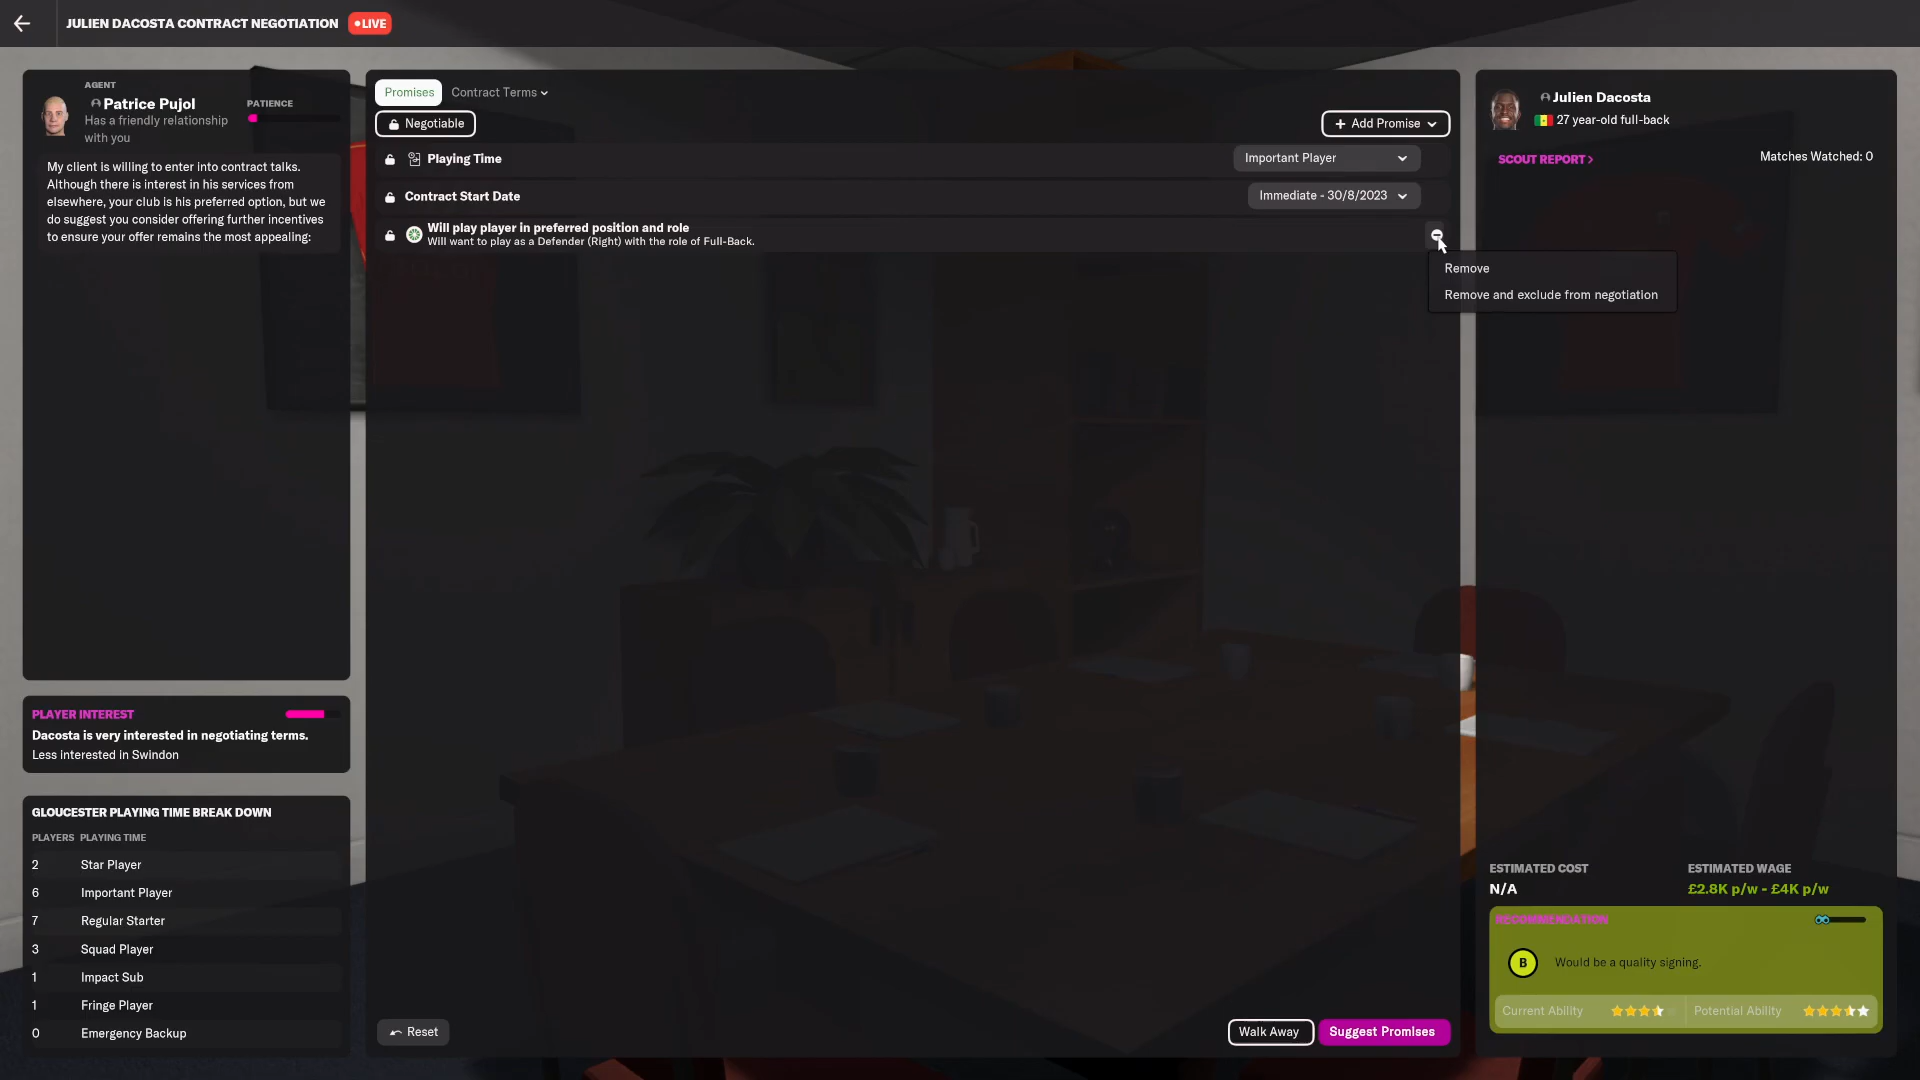 JULIEN DACOSTA CONTRACT NEGOTIATION
LIVE
AGENT
Patrice Pujol
Has a friendly relationship
with you
PATIENCE
My client is willing to enter into contract talks.
Although there is interest in his services from
elsewhere, your club is his preferred option, but we
do suggest you consider offering further incentives
to ensure your offer remains the most appealing:
PLAYER INTEREST
Dacosta is very interested in negotiating terms.
Less interested in Swindon
GLOUCESTER PLAYING TIME BREAK DOWN
PLAYERS PLAYING TIME
2 Star Player
6 Important Player
7 Regular Starter
3 Squad Player
1 Impact Sub
1 Fringe Player
0 Emergency Backup
Promises Contract Terms
Negotiable
Add Promise
Playing Time Important Player
Contract Start Date Immediate - 30/8/2023
Will play player in preferred position and role
Will want to play as a Defender (Right) with the role of Full-Back.
Remove
Remove and exclude from negotiation
Reset
Walk Away
Suggest Promises
Julien Dacosta
27 year-old full-back
SCOUT REPORT >
Matches Watched: 0
ESTIMATED COST
N/A
ESTIMATED WAGE
£2.8K p/w - £4K p/w
RECOMMENDATION
B
Would be a quality signing.
Current Ability
Potential Ability